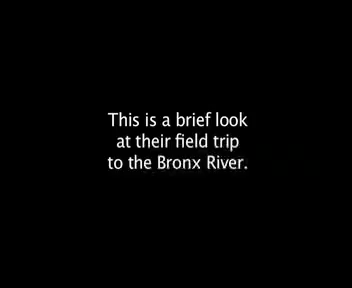 This is a brief look
at their field trip
to the Bronx River.